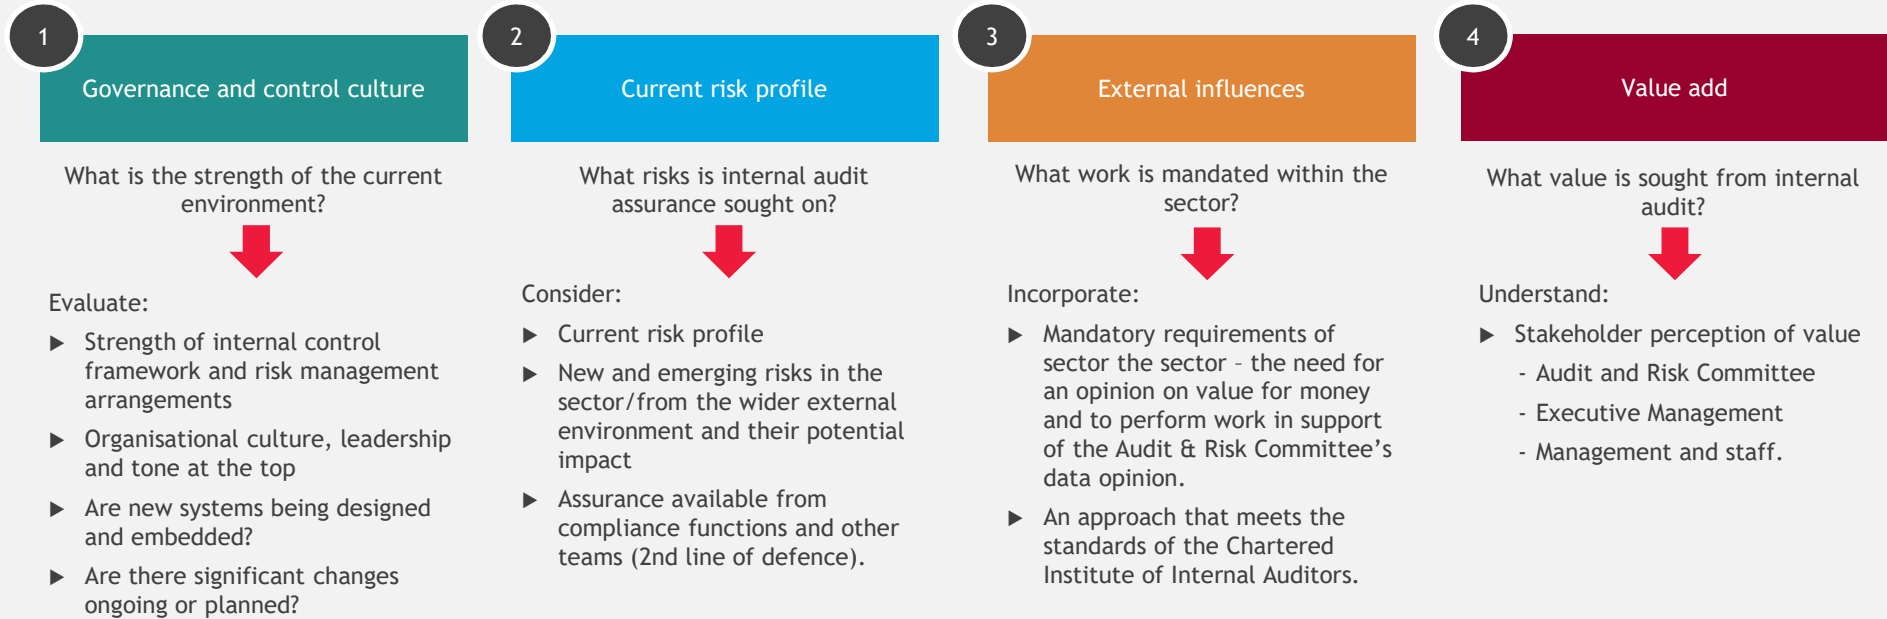 1
Governance and control culture
What is the strength of the current
environment?
Evaluate:
▶ Strength of internal control
framework and risk management
arrangements
▶ Organisational culture, leadership
and tone at the top
▶ Are new systems being designed
and embedded?
▶ Are there significant changes
ongoing or planned?
2
Current risk profile
What risks is internal audit
assurance sought on?
Consider:
▶ Current risk profile
▶ New and emerging risks in the
sector/from the wider external
environment and their potential
impact
▶ Assurance available from
compliance functions and other
teams (2nd line of defence).
3
External influences
What work is mandated within the
sector?
Incorporate:
▶ Mandatory requirements of
sector the sector – the need for
an opinion on value for money
and to perform work in support
of the Audit & Risk Committee’s
data opinion.
▶ An approach that meets the
standards of the Chartered
Institute of Internal Auditors.
4
Value add
What value is sought from internal
audit?
Understand:
▶ Stakeholder perception of value
- Audit and Risk Committee
- Executive Management
- Management and staff.